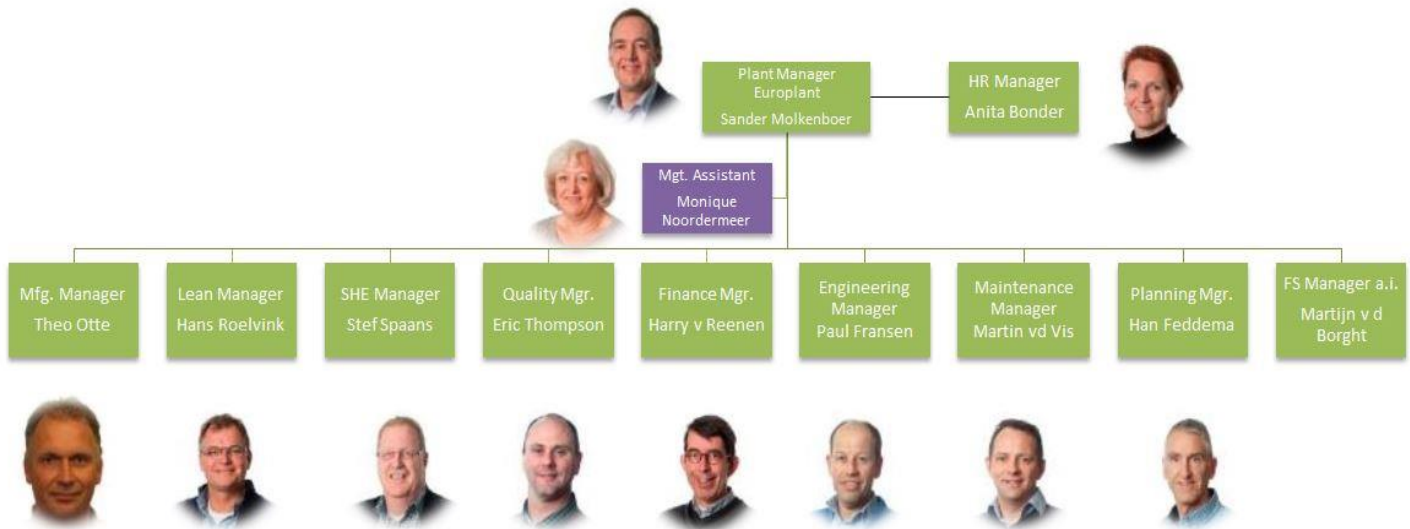 Plant Manager
Europlant
Sander Molkenboer
HR Manager
Anita Bonder
Mgt. Assistant
Monique
Noordermeer
Mfg. Manager
Theo Otte
Lean Manager
Hans Roelvink
SHE Manager
Stef Spaans
Quality Mgr.
Eric Thompson
Finance Mgr.
Harry v Reenen
Engineering
Manager
Paul Fransen
Maintenance
Manager
Martin vd Vis
Planning Mgr.
Han Feddema
FS Manager a.i.
Martijn v d
Borght